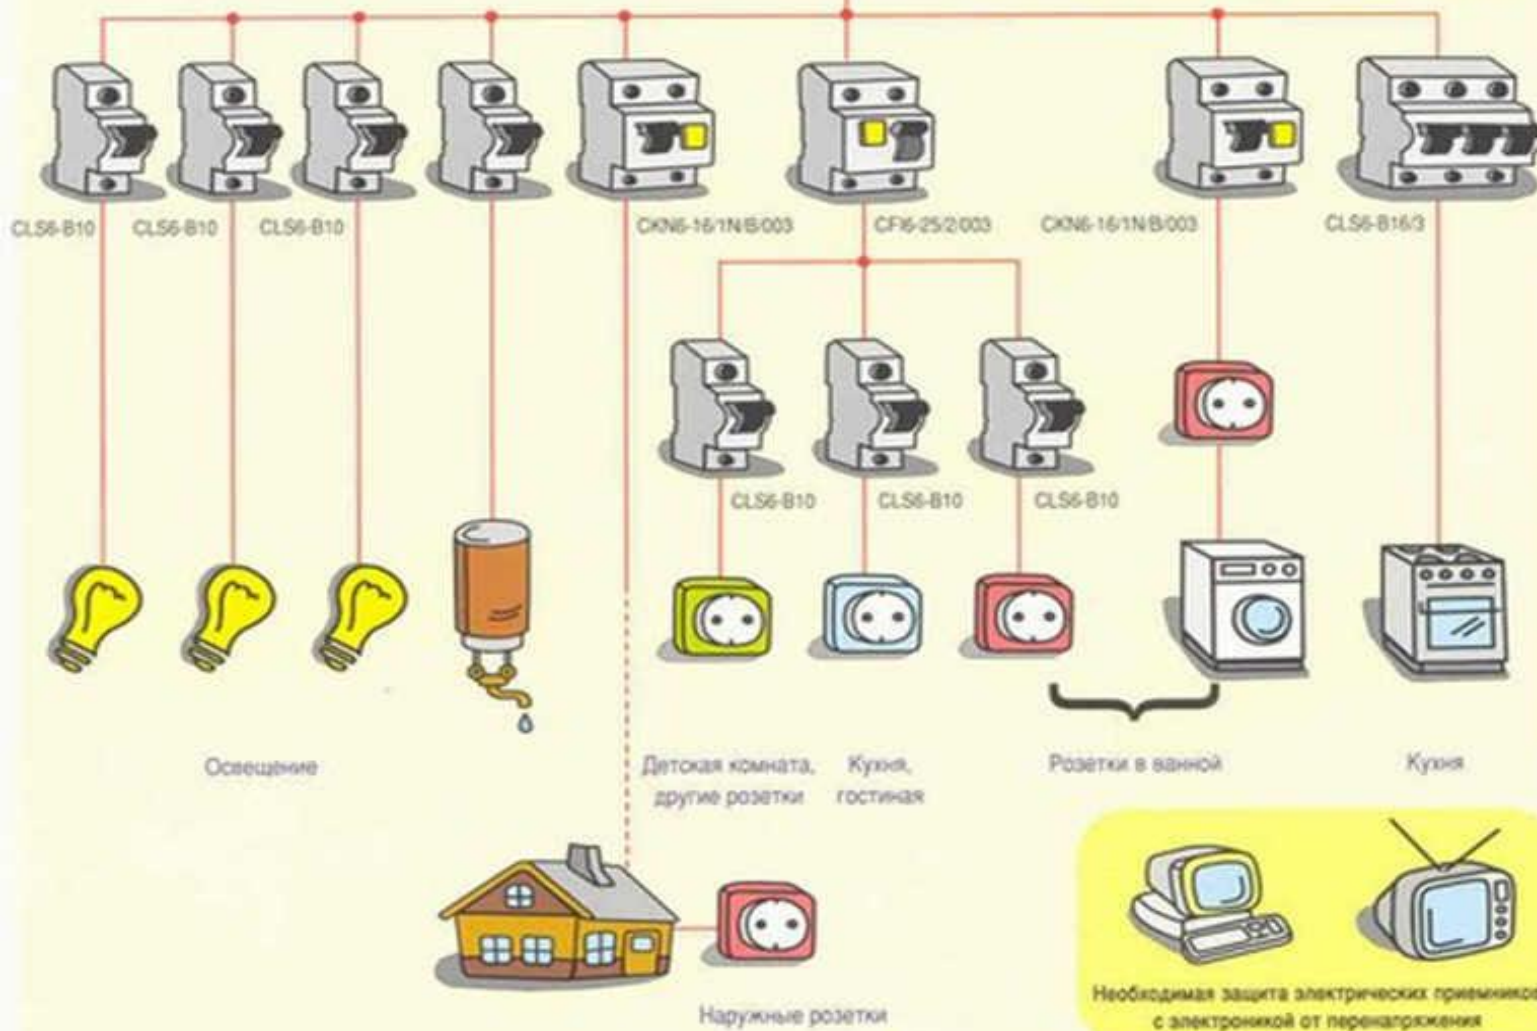 CLS6-B10
CLS6-B10
CLS6-B10
CKN6-16/1N/B/003
CFI6-25/2/003
CKN6-16/1N/B/003
CLS6-B16/3
CLS6-B10
CLS6-B10
CLS6-B10
Освещение
Детская комната,
другие розетки
Кухня,
гостиная
Розетки в ванной
Кухня
Наружные розетки
Необходимая защита электрических приемников
с электроникой от перенапряжения